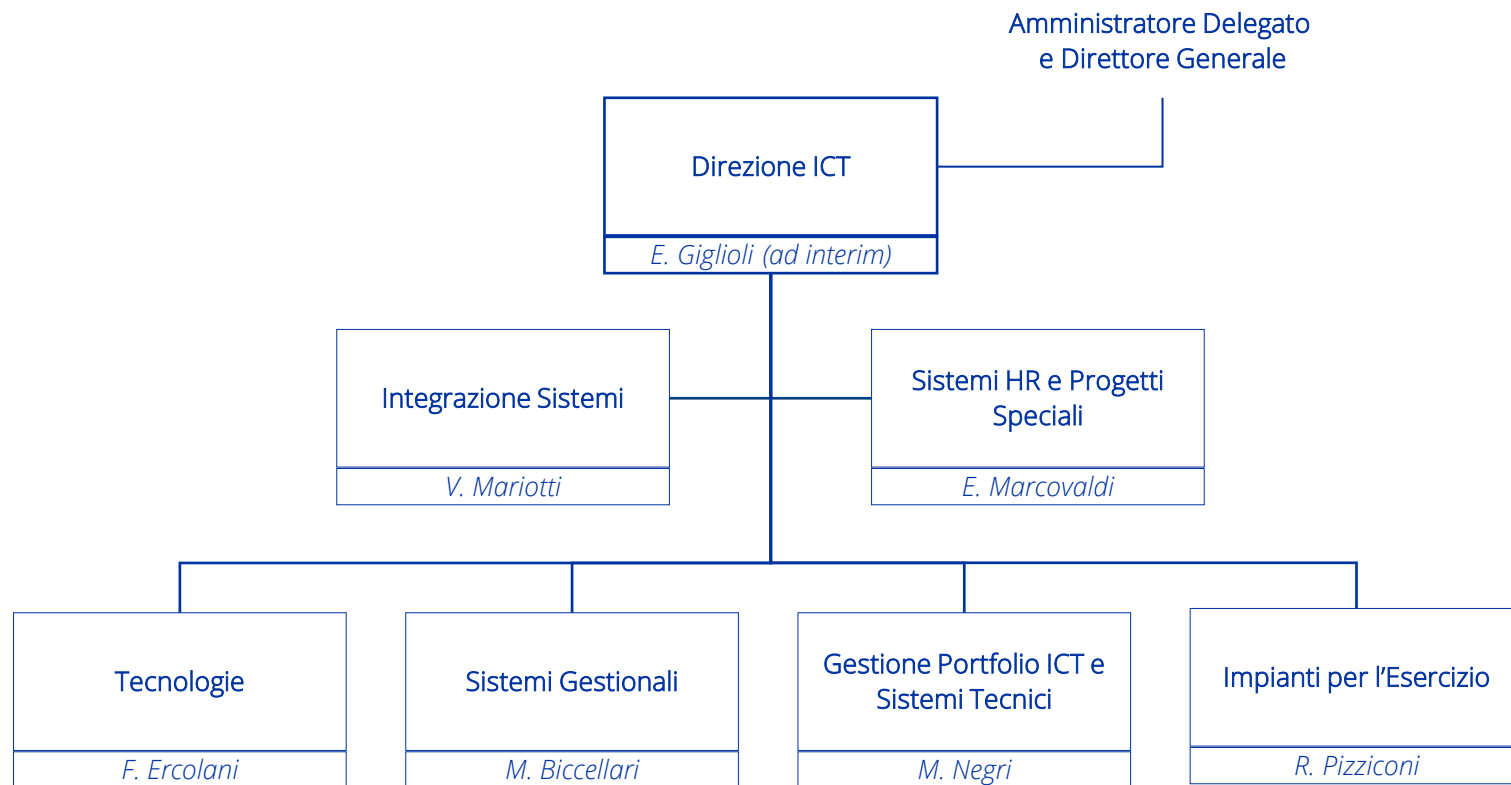 Amministratore Delegato
e Direttore Generale
Direzione ICT
E. Giglioli (ad interim)
Integrazione Sistemi
V. Mariotti
Sistemi HR e Progetti
Speciali
E. Marcovaldi
Tecnologie
F. Ercolani
Sistemi Gestionali
M. Biccellari
Gestione Portfolio ICT e
Sistemi Tecnici
M. Negri
Impianti per l’Esercizio
R. Pizziconi